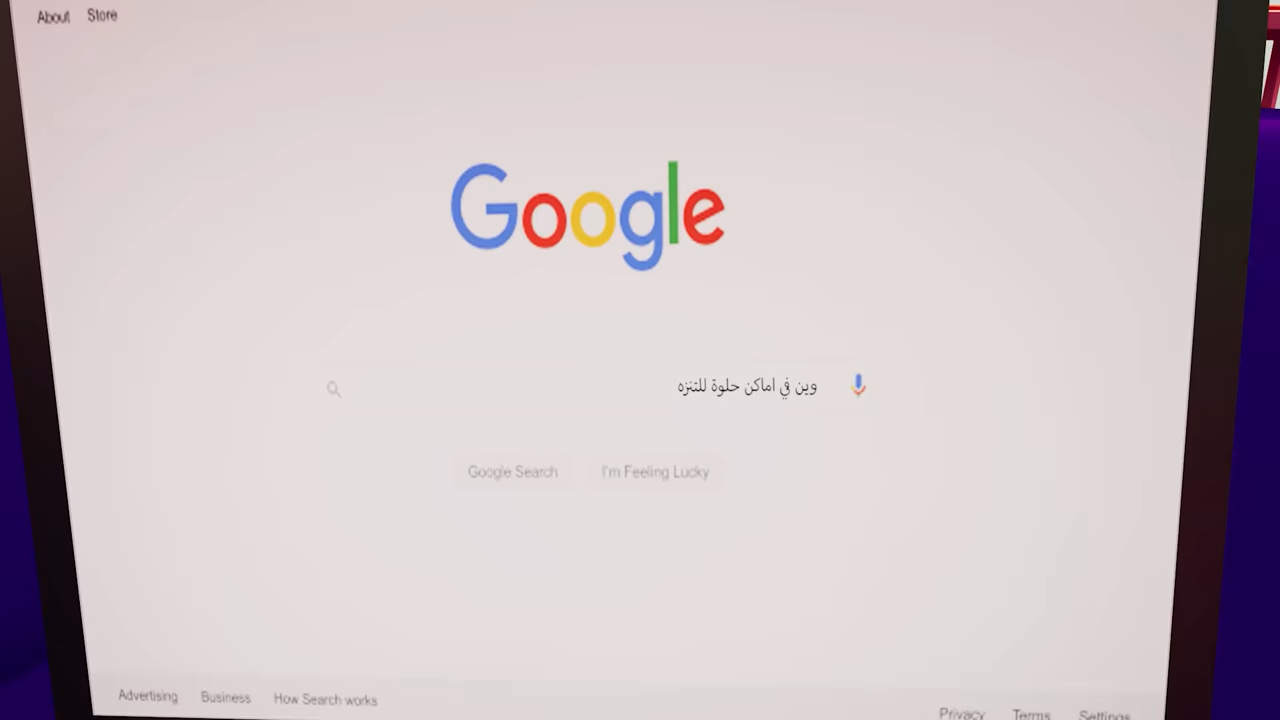 About Store
Google
وين في اماكن حلوة للتنزه
Google Search I'm Feeling Lucky
Advertising Business How Search works
Privacy Terms Settings